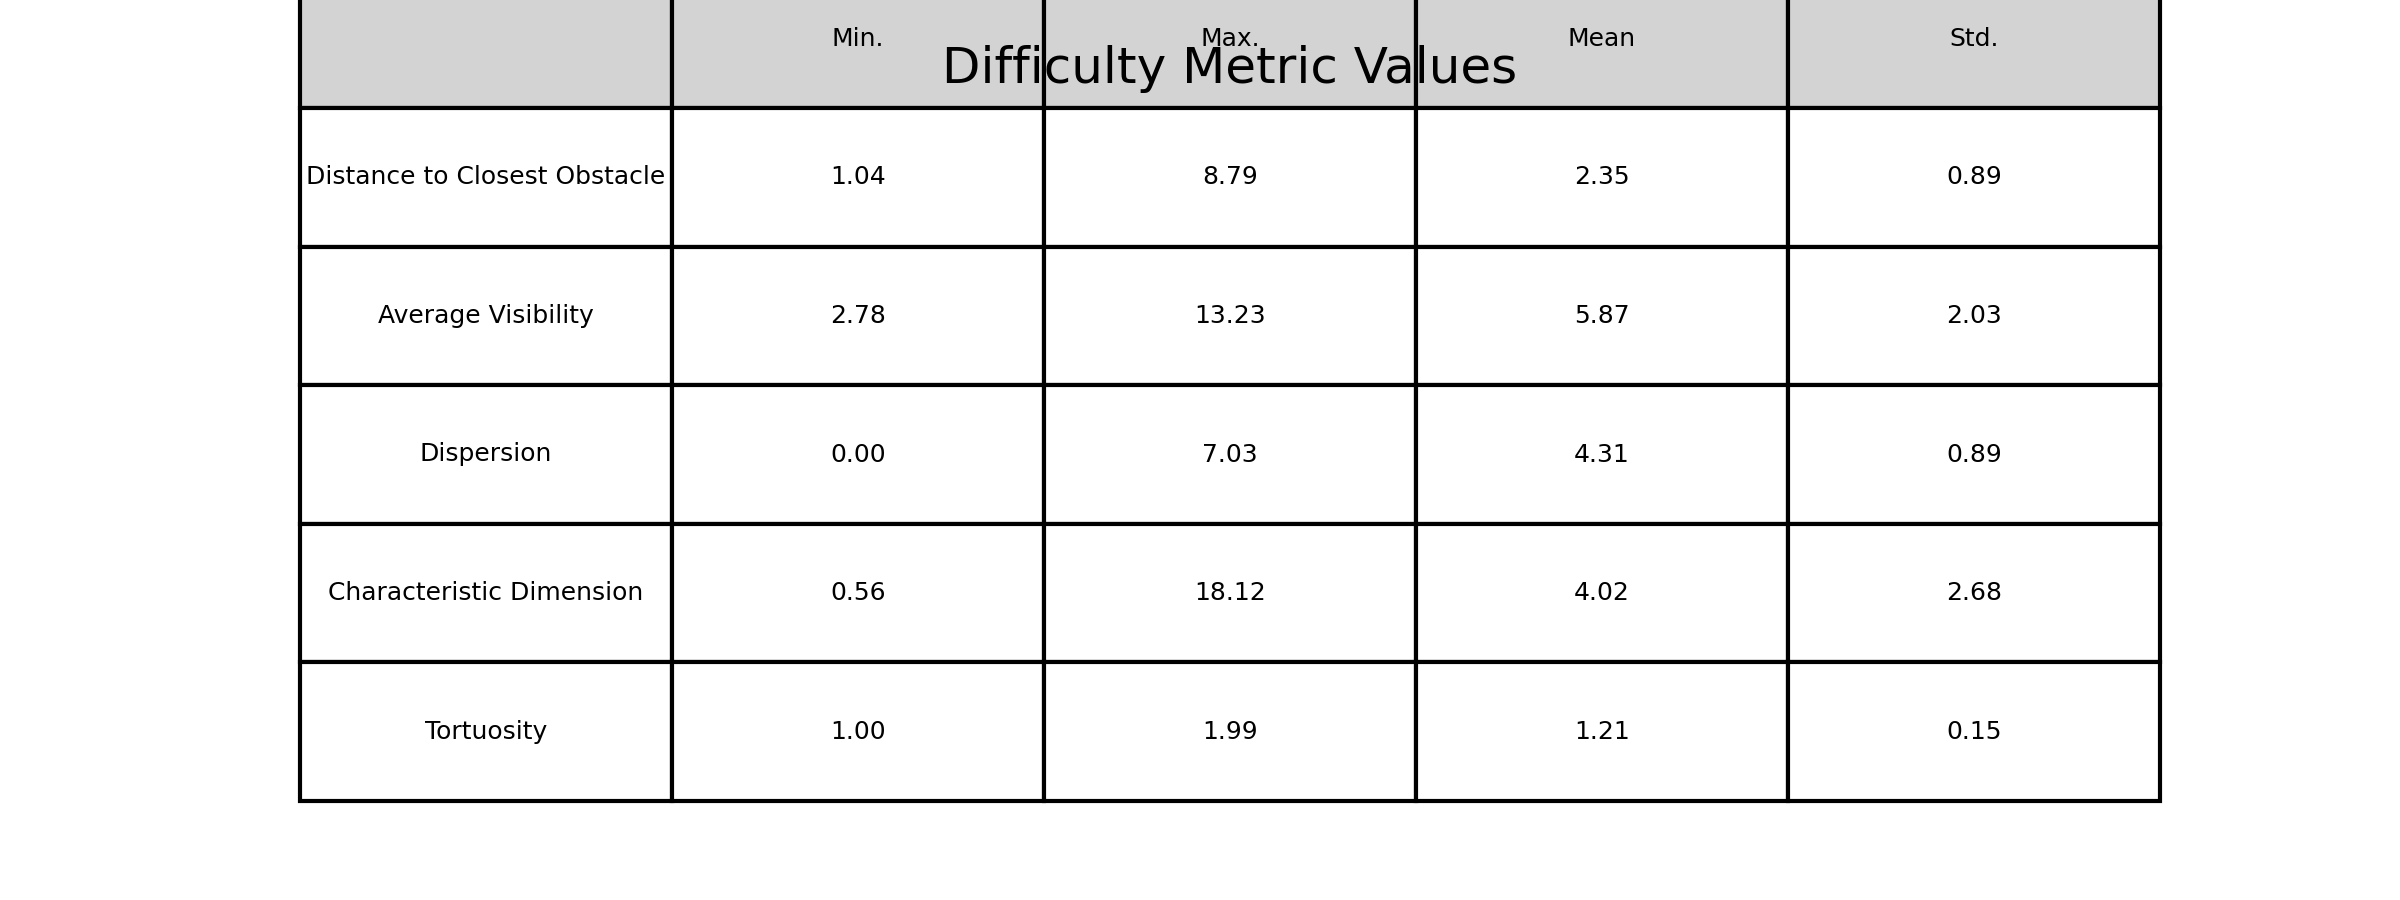 Min. Max. Mean Std.
Difficulty Metric Values
Distance to Closest Obstacle 1.04 8.79 2.35 0.89
Average Visibility 2.78 13.23 5.87 2.03
Dispersion 0.00 7.03 4.31 0.89
Characteristic Dimension 0.56 18.12 4.02 2.68
Tortuosity 1.00 1.99 1.21 0.15